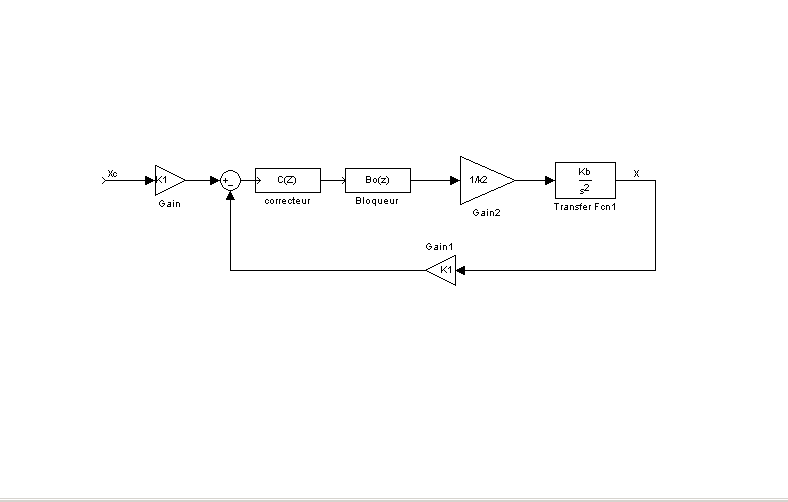 Xc
K1
Gain
+
-
C(Z)
correcteur
Bo(z)
Bloqueur
1/k2
Gain2
Kb
s2
Transfer Fcn1
X
Gain1
K1